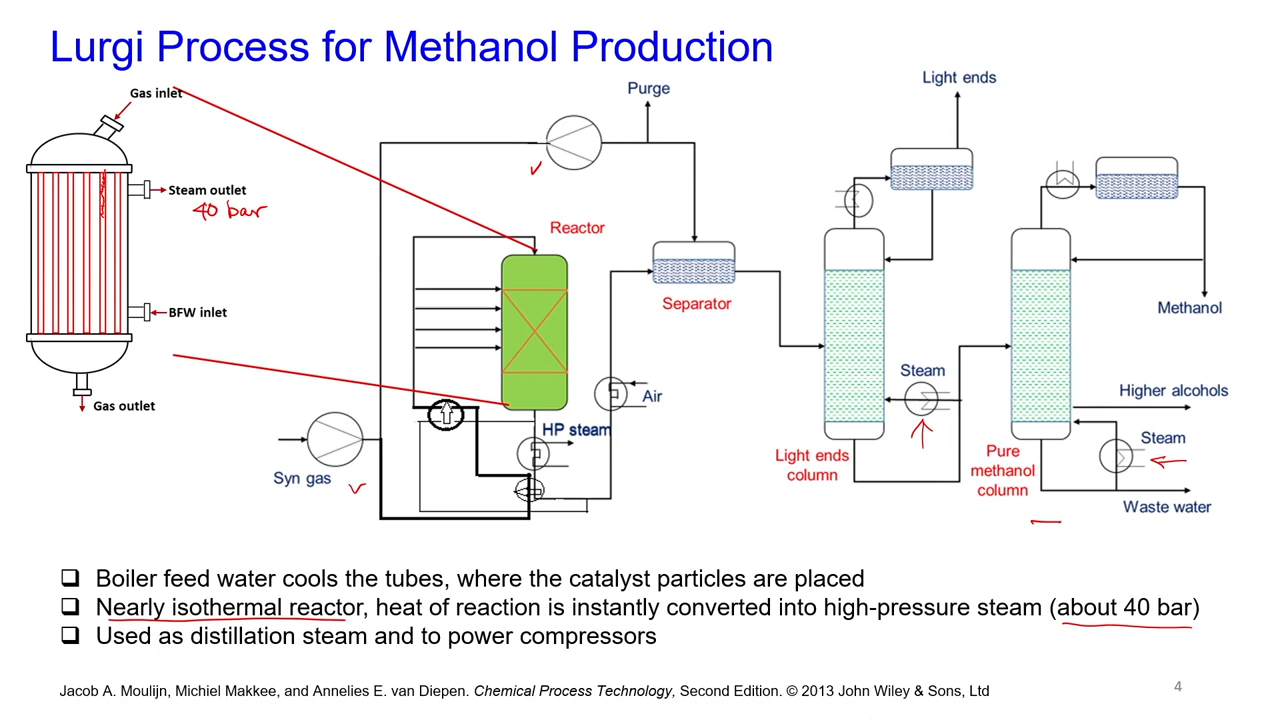 Lurgi Process for Methanol Production
Gas inlet
Steam outlet
40 bar
BFW inlet
Gas outlet
Purge
Reactor
Separator
Air
HP steam
Syn gas
Light ends
Steam
Light ends
column
Methanol
Higher alcohols
Steam
Pure
methanol
column
Waste water
❑ Boiler feed water cools the tubes, where the catalyst particles are placed
❑ Nearly isothermal reactor, heat of reaction is instantly converted into high-pressure steam (about 40 bar)
❑ Used as distillation steam and to power compressors
Jacob A. Moulijn, Michiel Makkee, and Annelies E. van Diepen. Chemical Process Technology, Second Edition. © 2013 John Wiley & Sons, Ltd
4